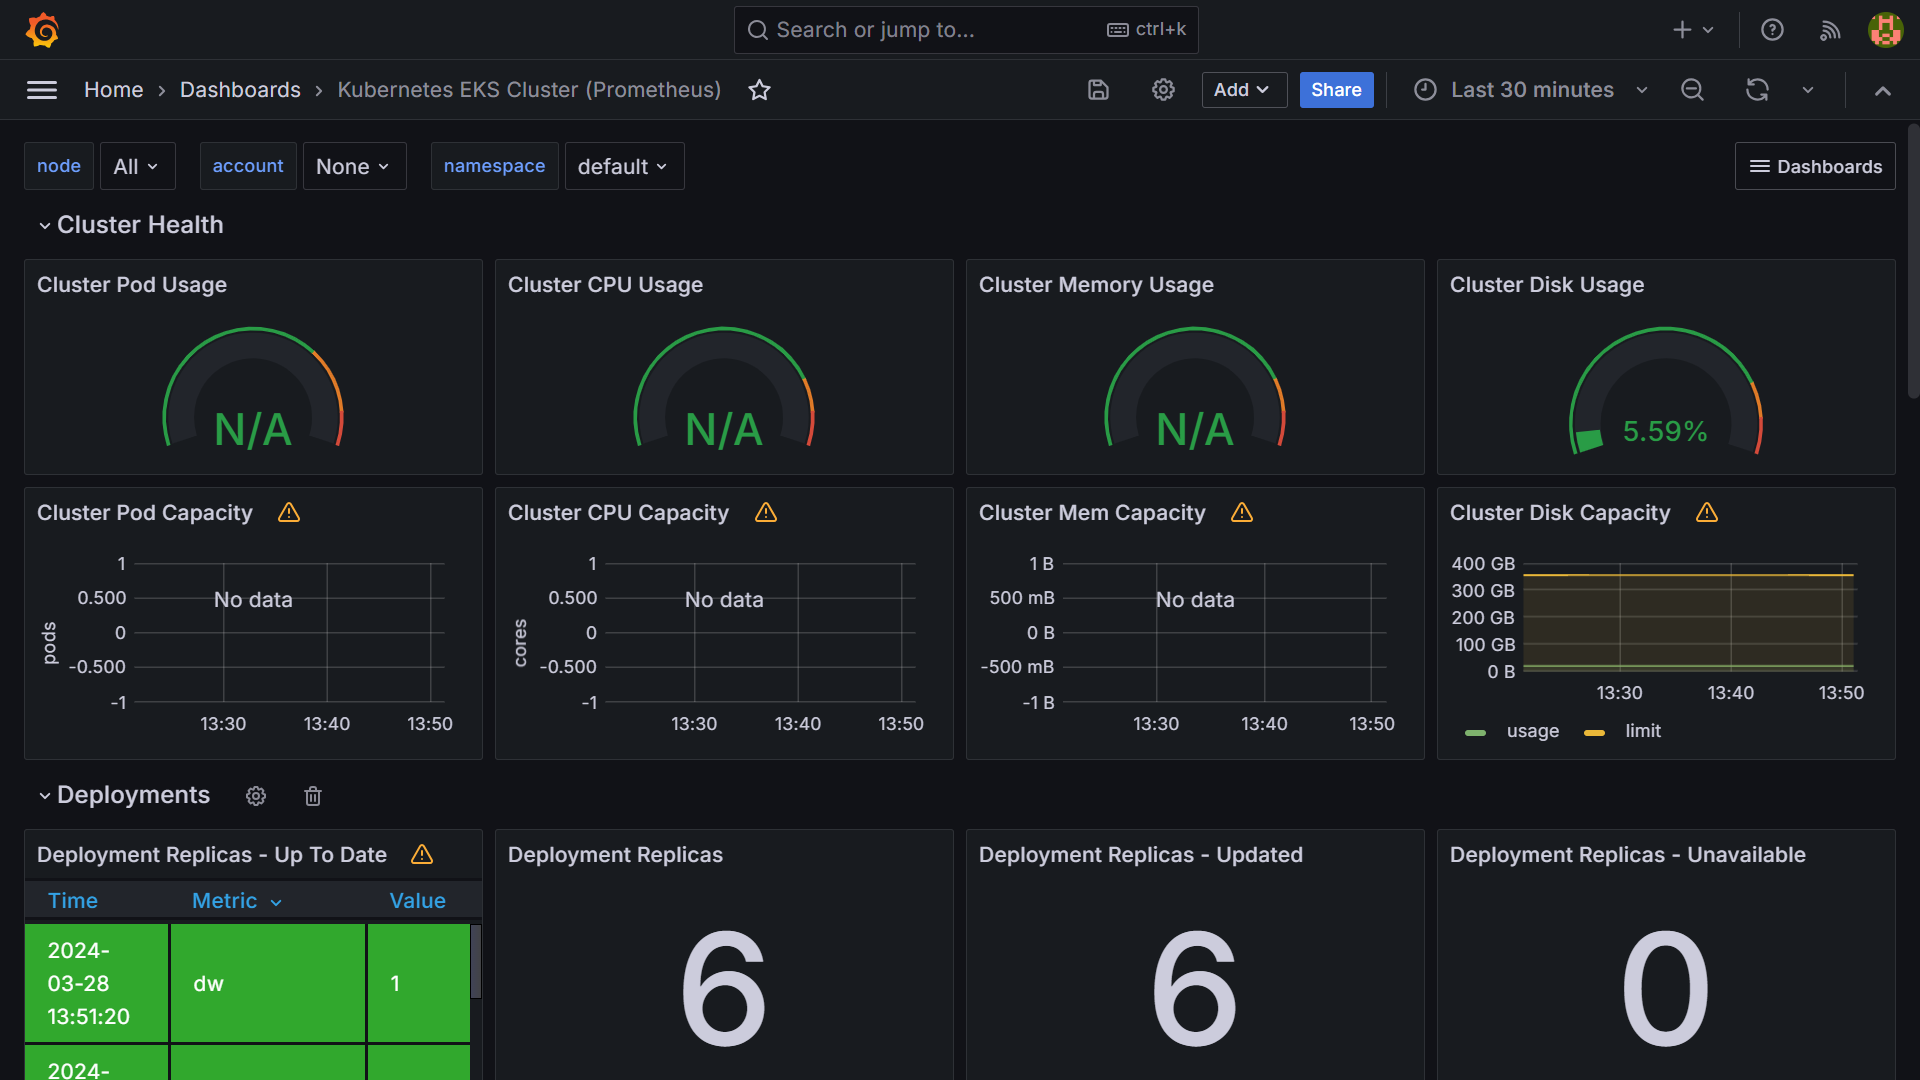 Search or jump to...
ctrl+k
Home
Dashboards
Kubernetes EKS Cluster (Prometheus)
Add
Share
Last 30 minutes
node
All
account
None
namespace
default
Dashboards
Cluster Health
Cluster Pod Usage
N/A
Cluster CPU Usage
N/A
Cluster Memory Usage
N/A
Cluster Disk Usage
5.59%
Cluster Pod Capacity
pods
1
0.500
0
-0.500
-1
No data
13:30
13:40
13:50
Cluster CPU Capacity
cores
1
0.500
0
-0.500
-1
No data
13:30
13:40
13:50
Cluster Mem Capacity
1 B
500 mB
0 B
-500 mB
-1 B
No data
13:30
13:40
13:50
Cluster Disk Capacity
400 GB
300 GB
200 GB
100 GB
0 B
13:30
13:40
13:50
usage
limit
Deployments
Deployment Replicas - Up To Date
Time
Metric
Value
2024-
03-28
13:51:20
dw
1
2024-
Deployment Replicas
6
Deployment Replicas - Updated
6
Deployment Replicas - Unavailable
0